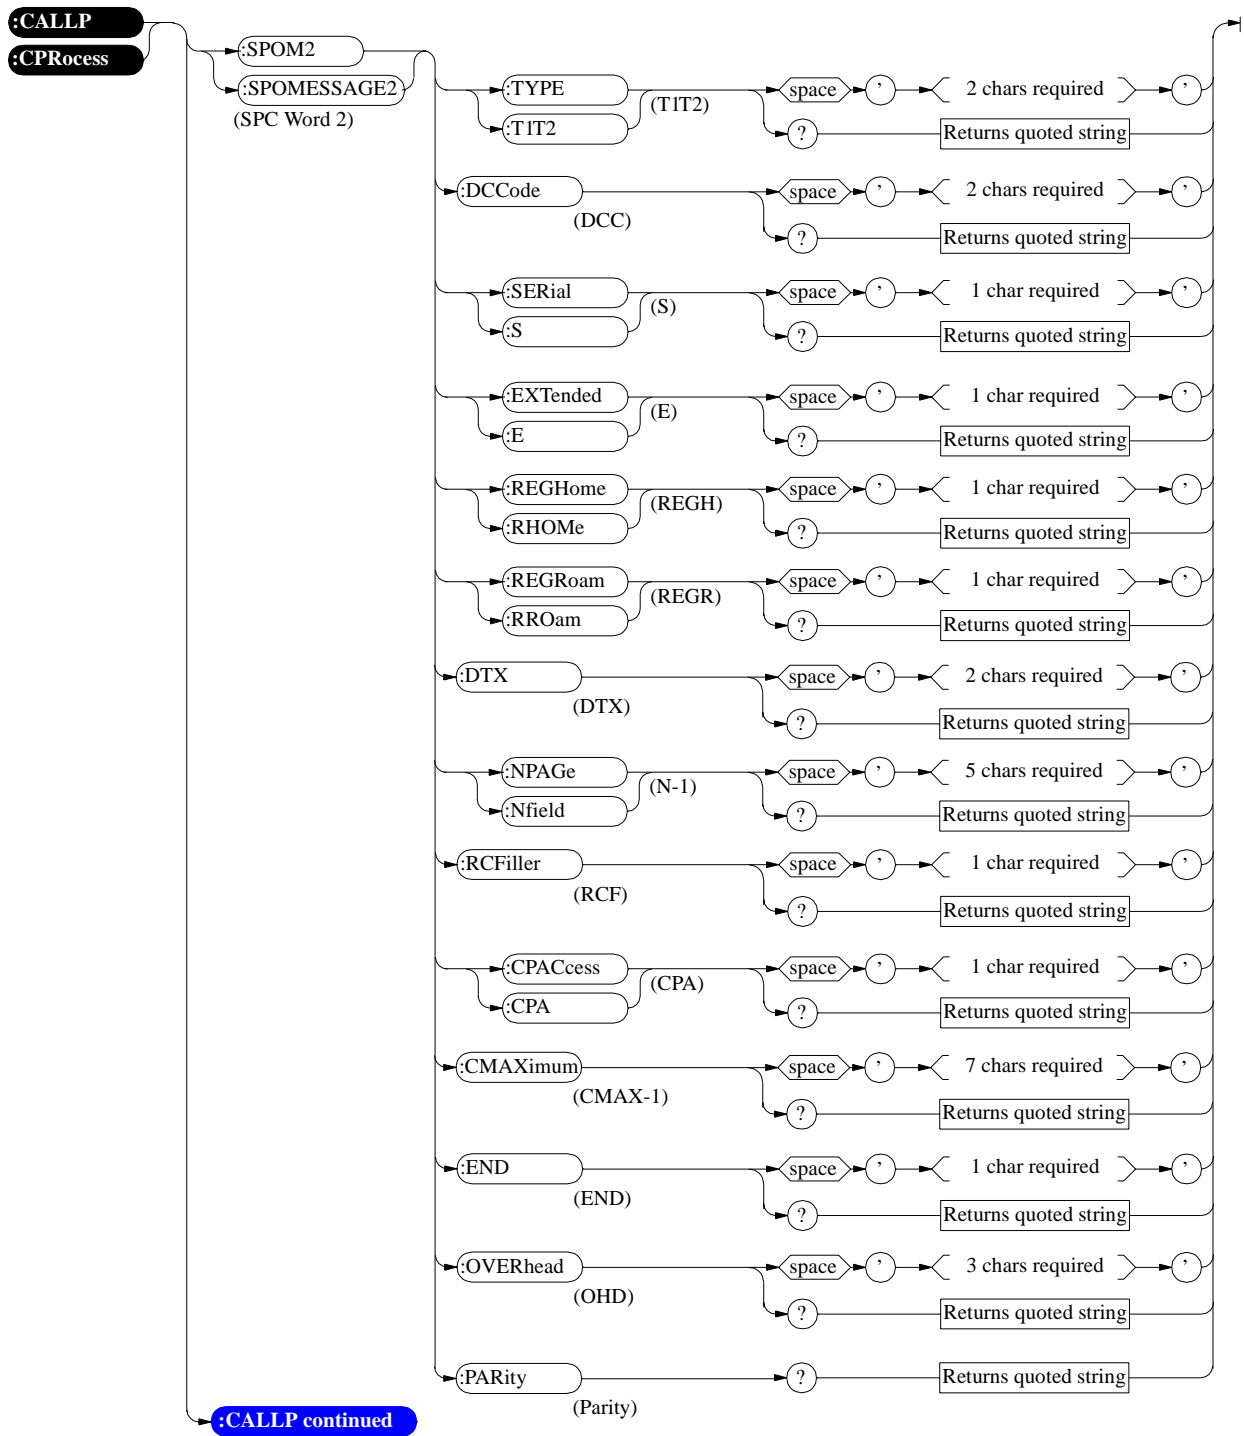 :CALLP
:CPRocess
:SPOM2
:SPOMESSAGE2
(SPC Word 2)
:TYPE
:T1T2
(T1T2)
space ’ 2 chars required ’
? Returns quoted string
:DCCode
(DCC)
space ’ 2 chars required ’
? Returns quoted string
:SERial
:S
(S)
space ’ 1 char required ’
? Returns quoted string
:EXTended
:E
(E)
space ’ 1 char required ’
? Returns quoted string
:REGHome
:RHOMe
(REGH)
space ’ 1 char required ’
? Returns quoted string
:REGRoam
:RROam
(REGR)
space ’ 1 char required ’
? Returns quoted string
:DTX
(DTX)
space ’ 2 chars required ’
? Returns quoted string
:NPAGe
:Nfield
(N-1)
space ’ 5 chars required ’
? Returns quoted string
:RCFiller
(RCF)
space ’ 1 char required ’
? Returns quoted string
:CPACcess
:CPA
(CPA)
space ’ 1 char required ’
? Returns quoted string
:CMAXimum
(CMAX-1)
space ’ 7 chars required ’
? Returns quoted string
:END
(END)
space ’ 1 char required ’
? Returns quoted string
:OVERhead
(OHD)
space ’ 3 chars required ’
? Returns quoted string
:PARity
(Parity)
? Returns quoted string
:CALLP continued